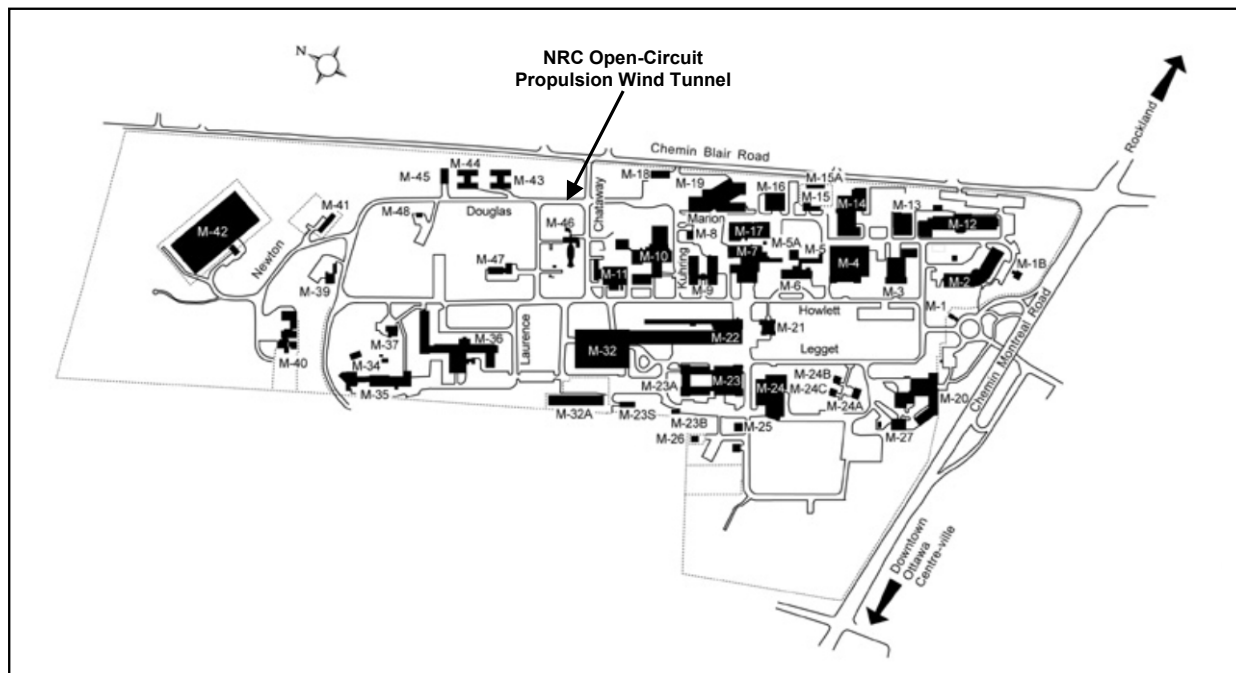 N
NRC Open-Circuit
Propulsion Wind Tunnel
Rockland
Chemin Blair Road
M-45
M-44
M-43
M-18
M-19
M-16
M-15A
M-15
M-14
M-13
M-12
M-41
M-42
M-48
Douglas
M-46
Chataway
Marion
M-8
M-17
M-5A
M-5
M-7
M-4
M-3
M-2
M-1B
Newton
M-39
M-47
M-11
M-10
Kuhring
M-9
M-6
Howlett
M-1
M-40
M-37
M-34
M-36
M-35
Laurence
M-32
M-22
M-21
Legget
Chemin Montreal Road
M-23A
M-23
M-24
M-24B
M-24C
M-24A
M-20
M-32A
M-23S
M-23B
M-25
M-26
M-27
Downtown
Ottawa
Centre-ville